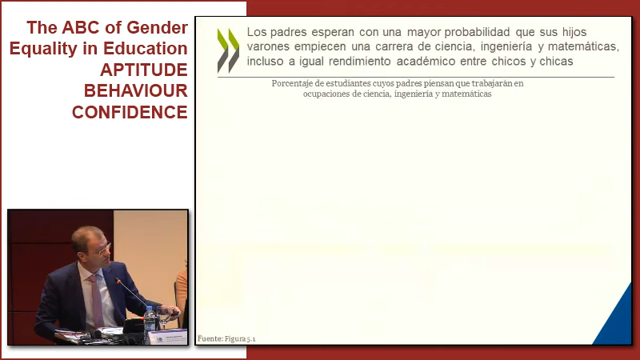 The ABC of Gender
Equality in Education
APTITUDE
BEHAVIOUR
CONFIDENCE
Los padres esperan con una mayor probabilidad que sus hijos
varones empiecen una carrera de ciencia, ingeniería y matemáticas,
incluso a igual rendimiento académico entre chicos y chicas
Porcentaje de estudiantes cuyos padres piensan que trabajarán en
ocupaciones de ciencia, ingeniería y matemáticas
Fuente: Figura 5.1